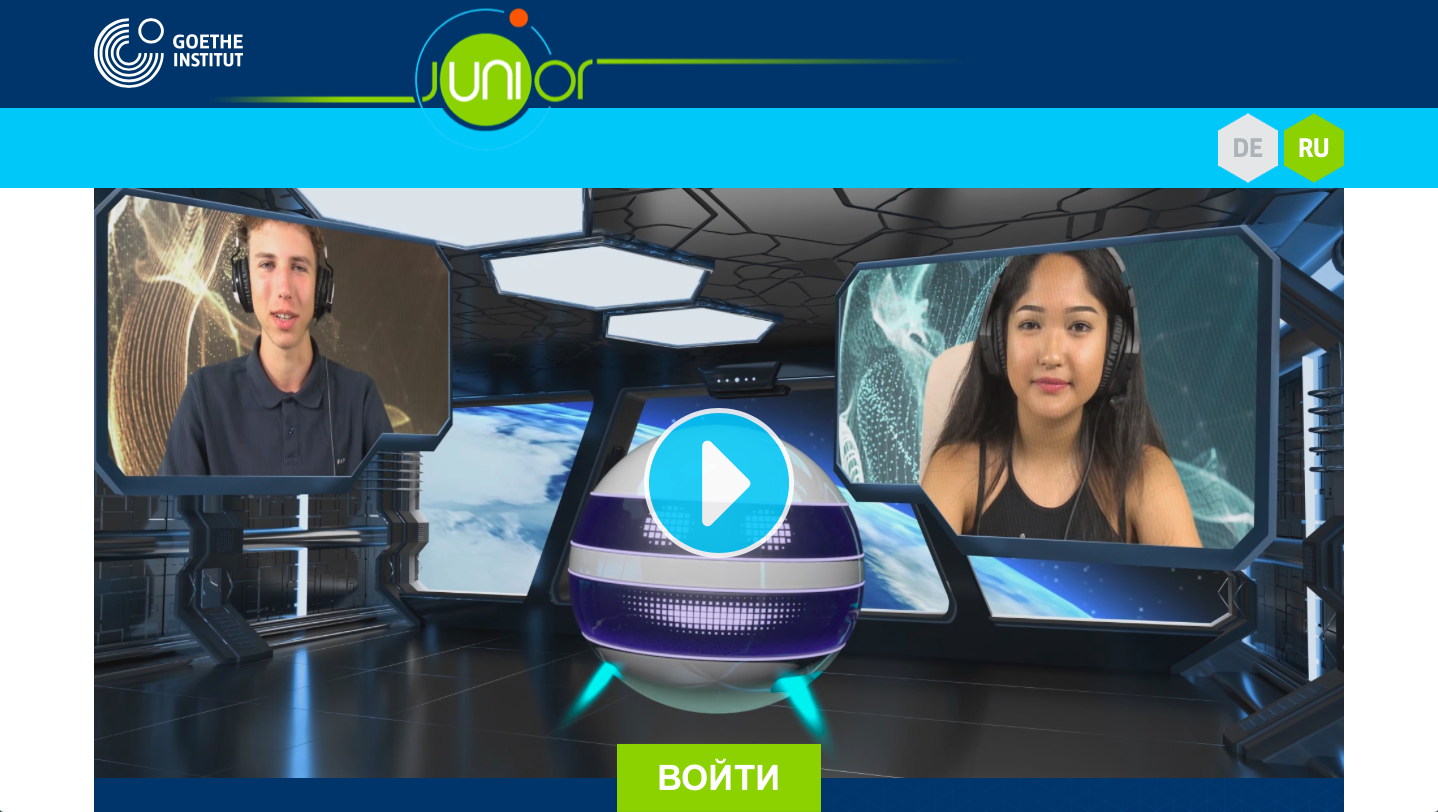 GOETHE
INSTITUT
JUNIOR
DE
RU
ВОЙТИ